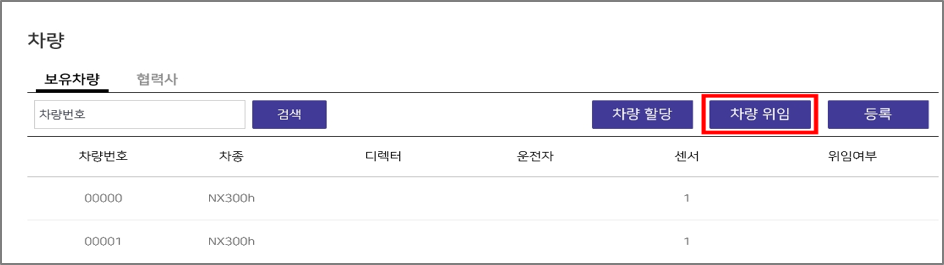 차량
보유차량 협력사
차량번호 검색 차량 할당 차량 위임 등록
차량번호 차종 디렉터 운전자 센서 위임여부
00000 NX300h 1
00001 NX300h 1